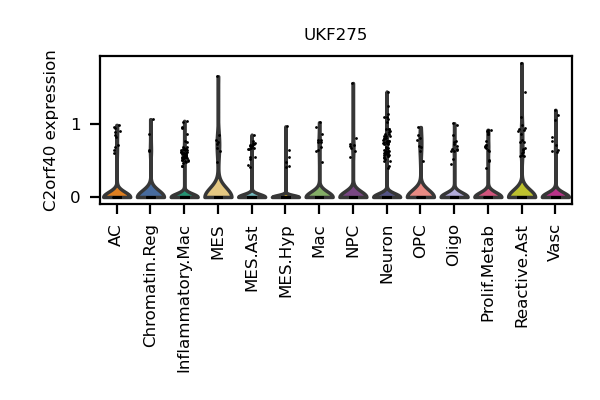 UKF275
C2orf40 expression
1
0
AC
Chromatin.Reg
Inflammatory.Mac
MES
MES.Ast
MES.Hyp
Mac
NPC
Neuron
OPC
Oligo
Prolif.Metab
Reactive.Ast
Vasc